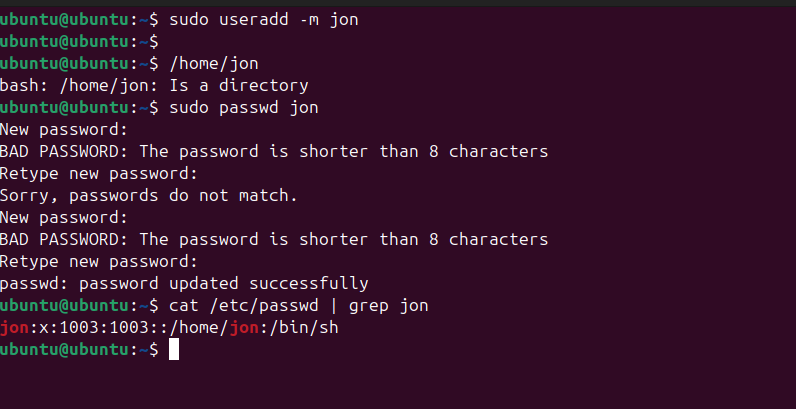 ubuntu@ubuntu:~$ sudo useradd -m jon
ubuntu@ubuntu:~$
ubuntu@ubuntu:~$ /home/jon
bash: /home/jon: Is a directory
ubuntu@ubuntu:~$ sudo passwd jon
New password:
BAD PASSWORD: The password is shorter than 8 characters
Retype new password:
Sorry, passwords do not match.
New password:
BAD PASSWORD: The password is shorter than 8 characters
Retype new password:
passwd: password updated successfully
ubuntu@ubuntu:~$ cat /etc/passwd | grep jon
jon:x:1003:1003::/home/jon:/bin/sh
ubuntu@ubuntu:~$